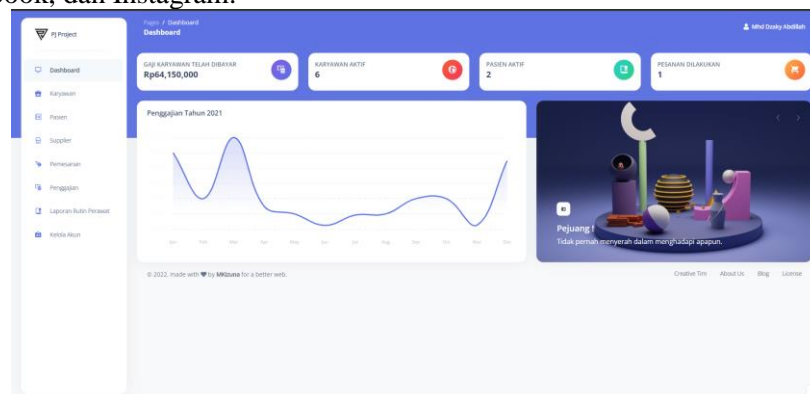 book, dan Instagram.
PJ Project
Pages / Dashboard
Dashboard
Mhd Dzaky Abdillah
Dashboard
Karyawan
Pasien
Supplier
Pemesanan
Penggajian
Laporan Rutin Perawat
Kelola Akun
GAJI KARYAWAN TELAH DIBAYAR
Rp64,150,000
KARYAWAN AKTIF
6
PASIEN AKTIF
2
PESANAN DILAKUKAN
1
Penggajian Tahun 2021
Jan Feb Mar Apr May Jun Jul Aug Sep Oct Nov Dec
Pejuang !
Tidak pernah menyerah dalam menghadapi apapun.
© 2022, made with by MKizuna for a better web.
Creative Tim About Us Blog License